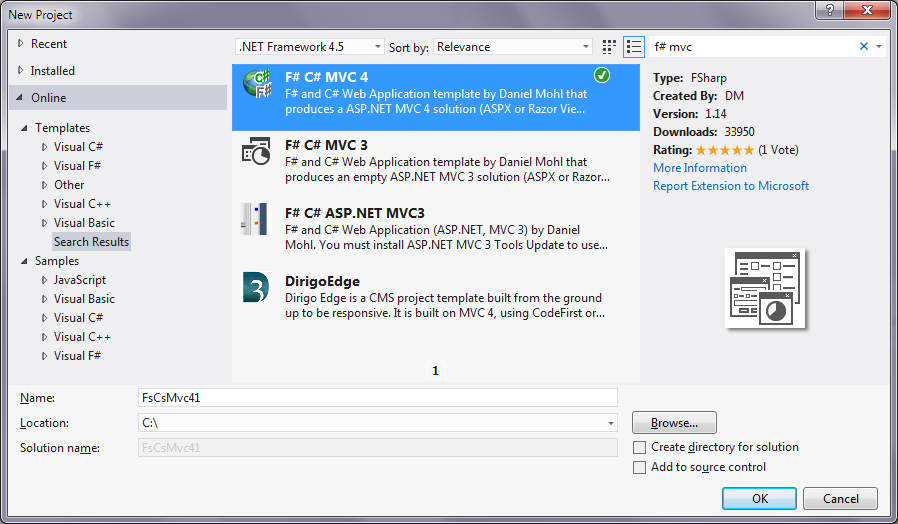 New Project
Recent
Installed
Online
Templates
Visual C#
Visual F#
Other
Visual C++
Visual Basic
Search Results
Samples
JavaScript
Visual Basic
Visual C#
Visual C++
Visual F#
.NET Framework 4.5
Sort by: Relevance
F# C# MVC 4
F# and C# Web Application template by Daniel Mohl that
produces a ASP.NET MVC 4 solution (ASPX or Razor Vie...
F# C# MVC 3
F# and C# Web Application template by Daniel Mohl that
produces an empty ASP.NET MVC 3 solution (ASPX or Razor...
F# C# ASP.NET MVC3
F# and C# Web Application (ASP.NET, MVC 3) by Daniel
Mohl. You must install ASP.NET MVC 3 Tools Update to use...
3
DirigoEdge
Dirigo Edge is a CMS project template built from the ground
up to be responsive. It is built on MVC 4, using CodeFirst or...
1
f# mvc
Type: FSharp
Created By: DM
Version: 1.14
Downloads: 33950
Rating: (1 Vote)
More Information
Report Extension to Microsoft
Name: FsCsMvc41
Location: C:\
Browse...
Solution name: FsCsMvc41
Create directory for solution
Add to source control
OK
Cancel